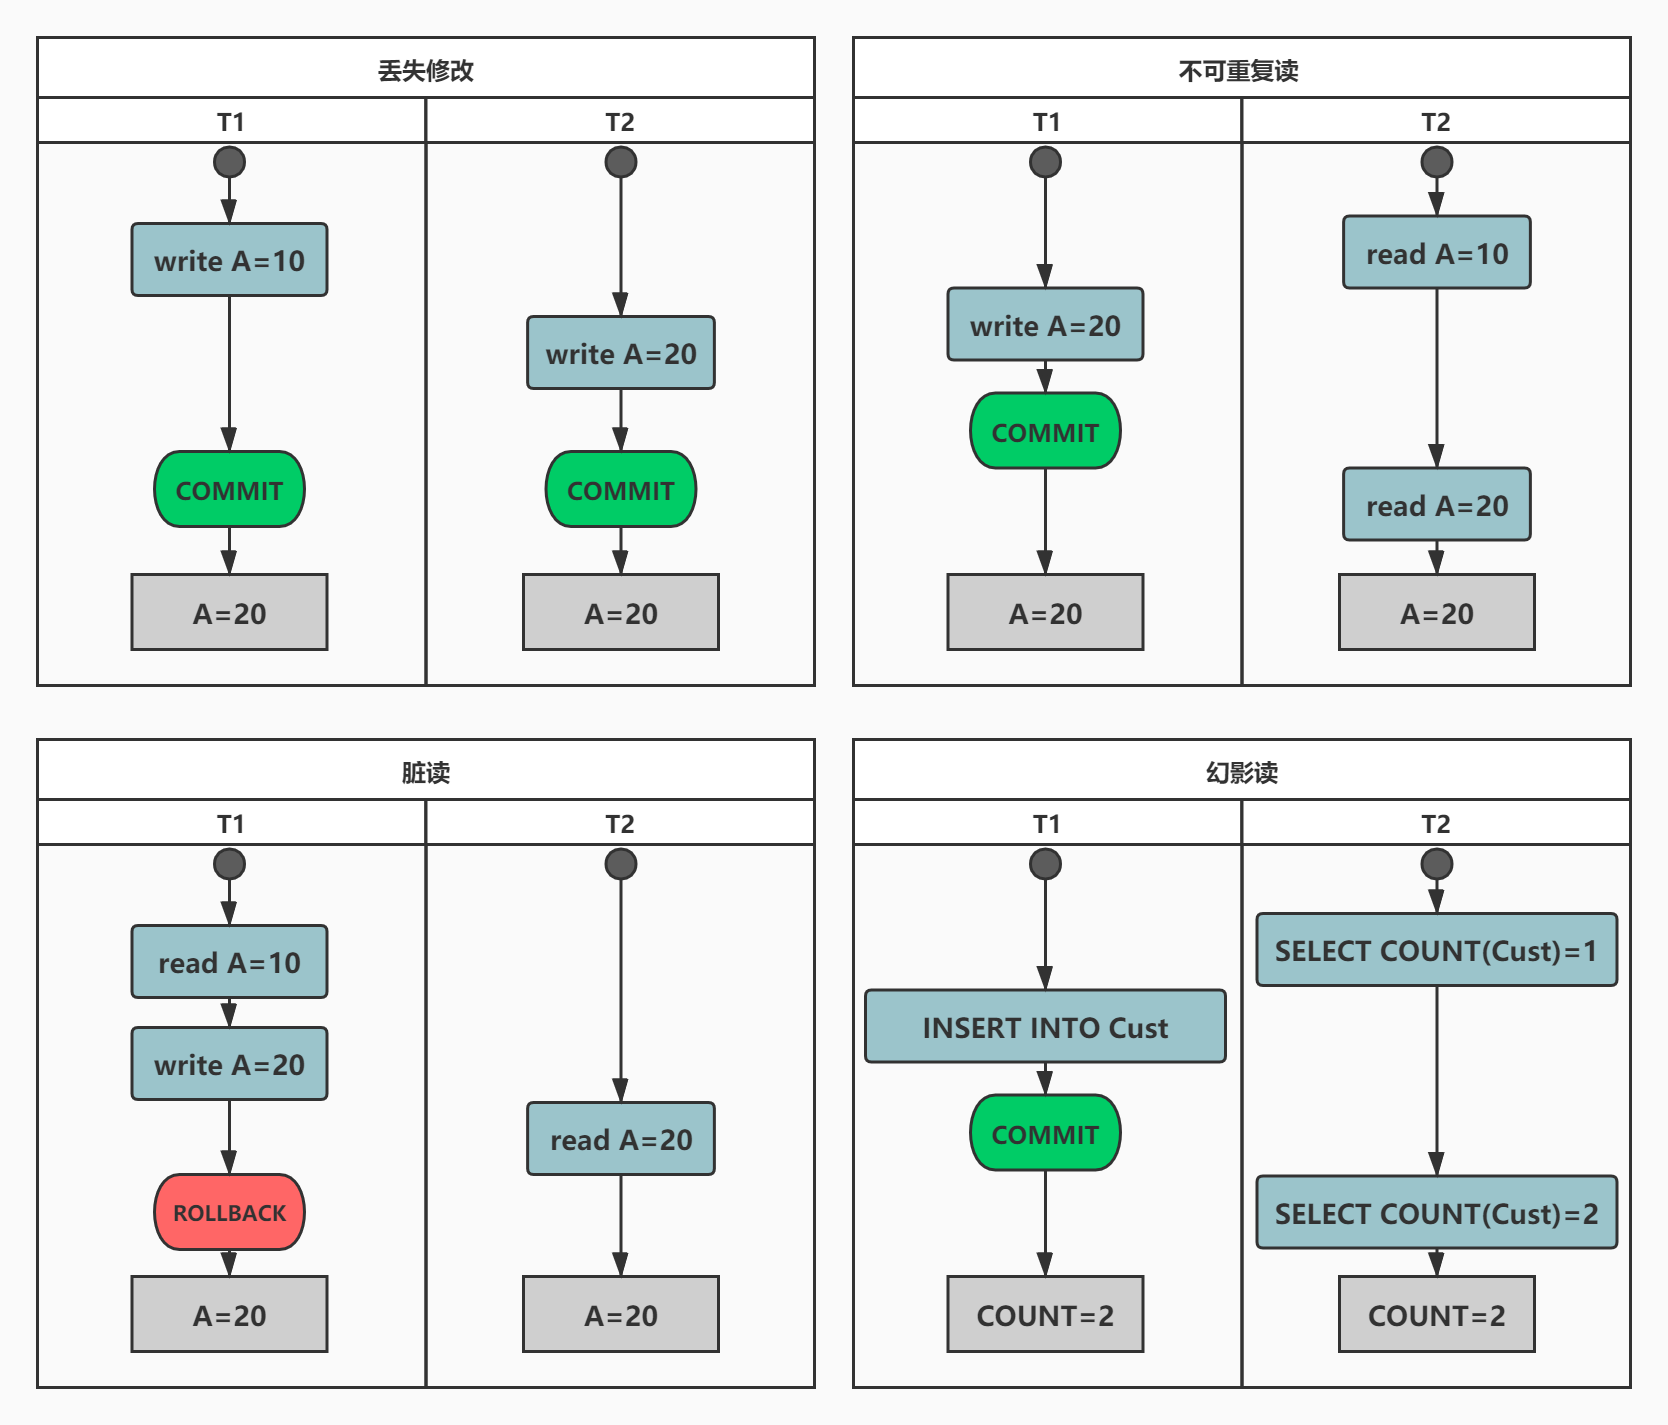 丢失修改
T1
T2
write A=10
write A=20
COMMIT
COMMIT
A=20
A=20
不可重复读
T1
T2
read A=10
write A=20
COMMIT
read A=20
A=20
A=20
脏读
T1
T2
read A=10
write A=20
read A=20
ROLLBACK
A=20
A=20
幻影读
T1
T2
SELECT COUNT(Cust)=1
INSERT INTO Cust
COMMIT
SELECT COUNT(Cust)=2
COUNT=2
COUNT=2